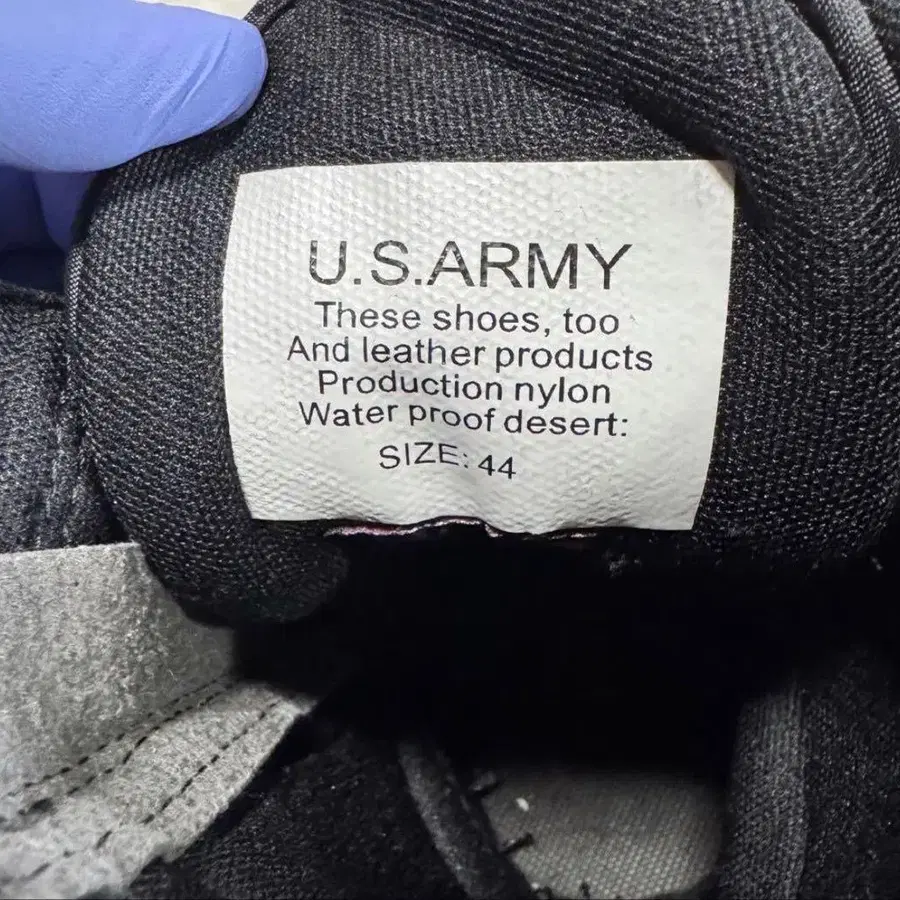 U.S.ARMY
These shoes, too
And leather products
Production nylon
Water proof desert:
SIZE: 44